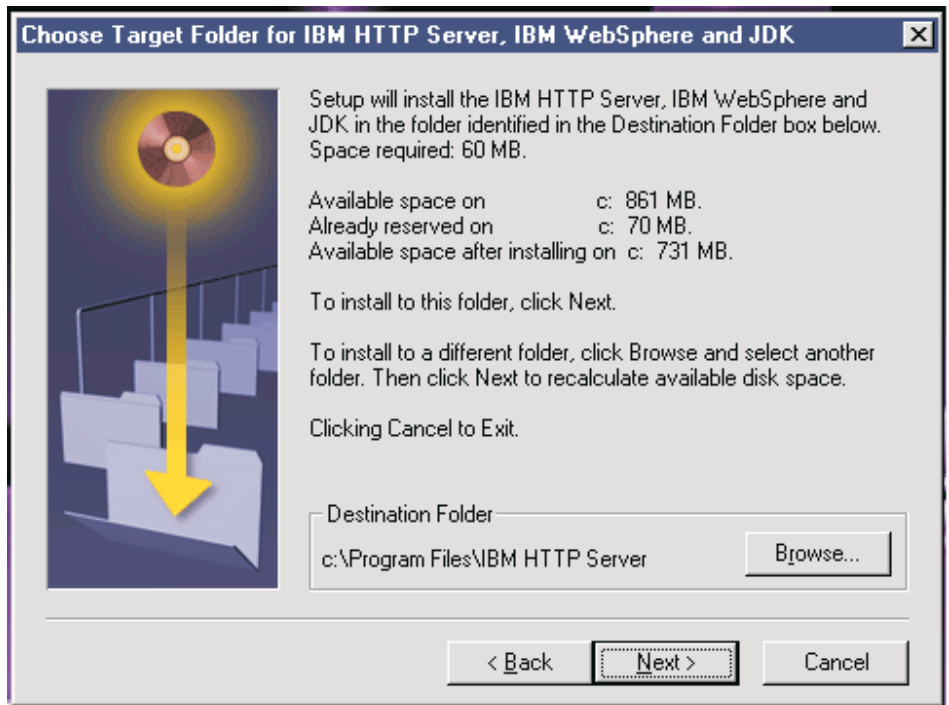 Choose Target Folder for IBM HTTP Server, IBM WebSphere and JDK
Setup will install the IBM HTTP Server, IBM WebSphere and
JDK in the folder identified in the Destination Folder box below.
Space required: 60 MB.
Available space on c: 861 MB.
Already reserved on c: 70 MB.
Available space after installing on c: 731 MB.
To install to this folder, click Next.
To install to a different folder, click Browse and select another
folder. Then click Next to recalculate available disk space.
Clicking Cancel to Exit.
Destination Folder
c:\Program Files\IBM HTTP Server
Browse...
< Back
Next >
Cancel